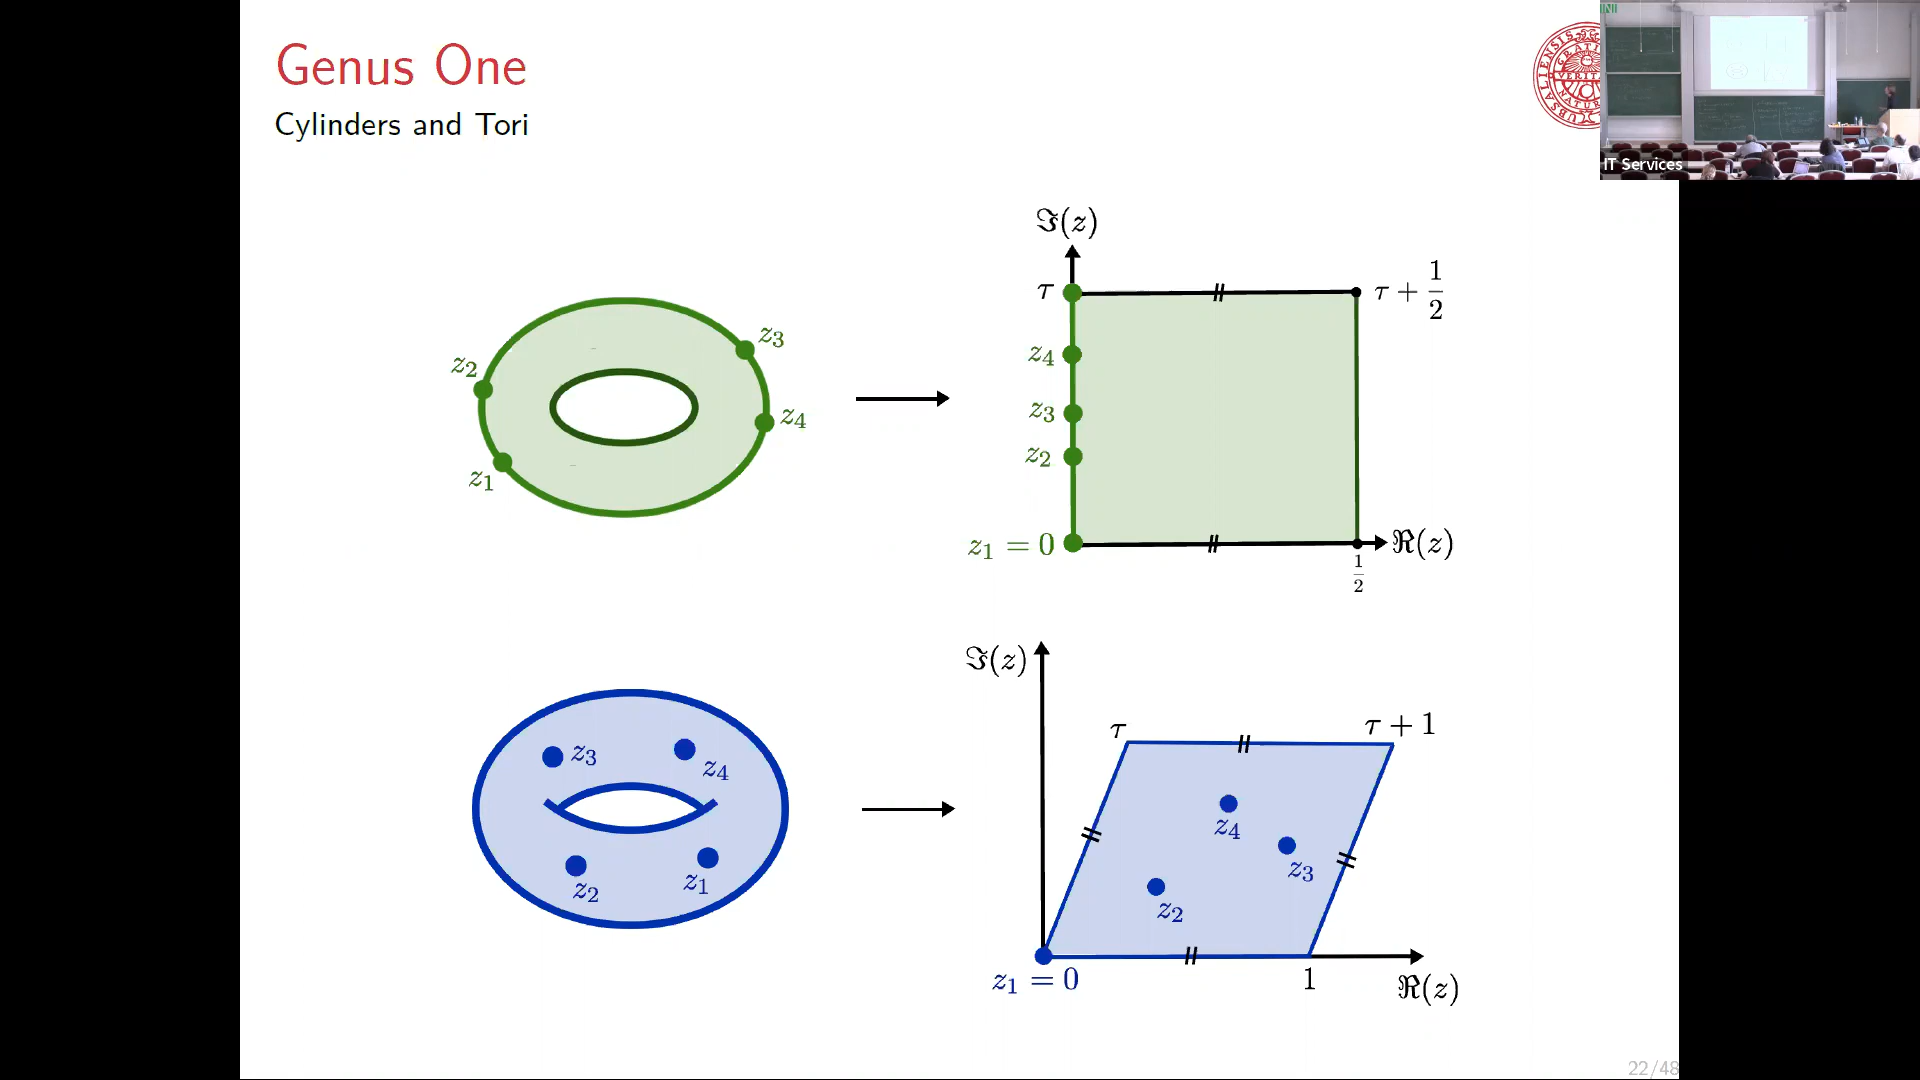 Genus One
Cylinders and Tori
IT Services
ℑ(z)
τ
τ + 1/2
z₄
z₃
z₂
z₁ = 0
ℜ(z)
1/2
z₃
z₂
z₄
z₁
ℑ(z)
τ
τ + 1
z₄
z₃
z₂
z₁ = 0
1
ℜ(z)
z₃
z₄
z₂
z₁
22/48